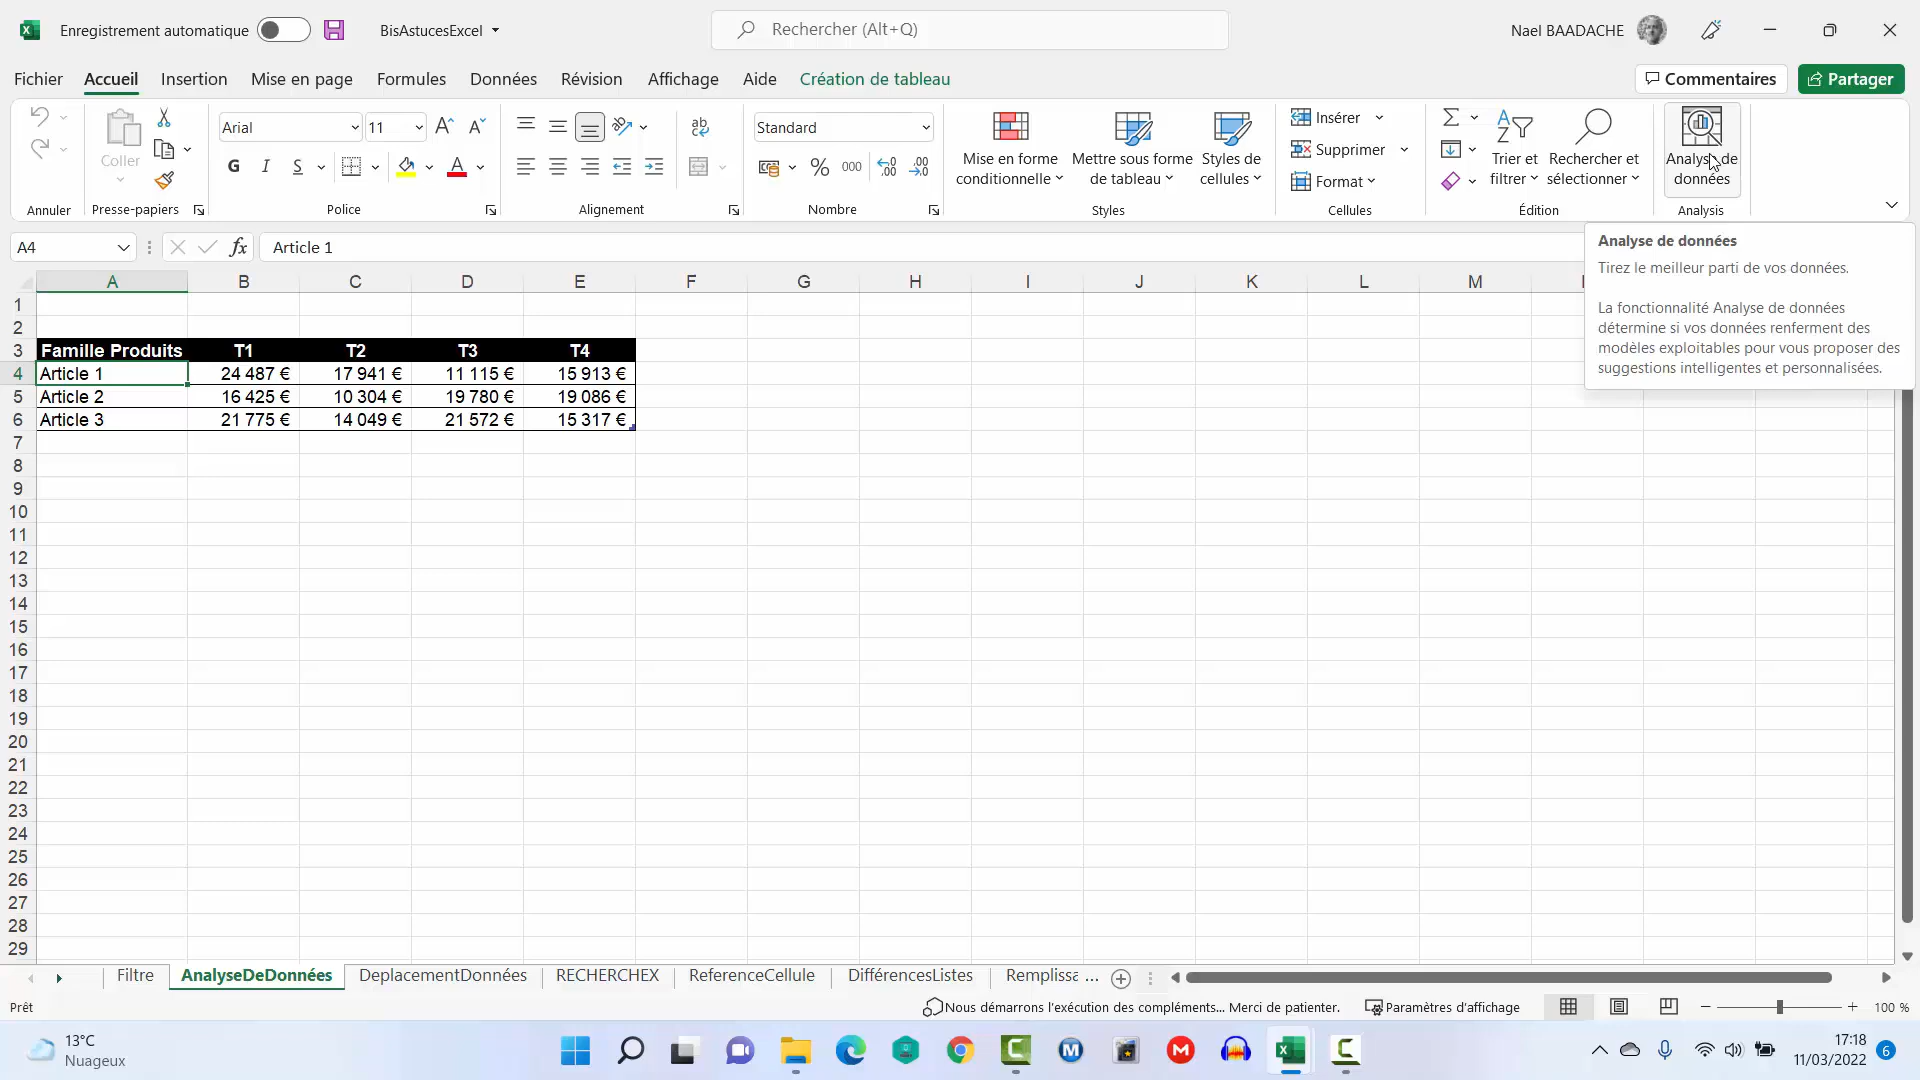 Enregistrement automatique
BisAstucesExcel
Rechercher (Alt+Q)
Nael BAADACHE
Fichier Accueil Insertion Mise en page Formules Données Révision Affichage Aide Création de tableau
Commentaires
Partager
Coller
Arial 11
G I S
Standard
% 000
Mise en forme
conditionnelle
Mettre sous forme
de tableau
Styles de
cellules
Insérer
Supprimer
Format
Trier et
filtrer
Rechercher et
sélectionner
Analyse de
données
Annuler Presse-papiers Police Alignement Nombre Styles Cellules Édition Analysis
A4 fx Article 1
Analyse de données
Tirez le meilleur parti de vos données.
La fonctionnalité Analyse de données
détermine si vos données renferment des
modèles exploitables pour vous proposer des
suggestions intelligentes et personnalisées.
A B C D E F G H I J K L M
1
2
3 Famille Produits T1 T2 T3 T4
4 Article 1 24 487 € 17 941 € 11 115 € 15 913 €
5 Article 2 16 425 € 10 304 € 19 780 € 19 086 €
6 Article 3 21 775 € 14 049 € 21 572 € 15 317 €
7
8
9
10
11
12
13
14
15
16
17
18
19
20
21
22
23
24
25
26
27
28
29
Filtre AnalyseDeDonnées DeplacementDonnées RECHERCHEX ReferenceCellule DifférencesListes Remplissa ...
Prêt
Nous démarrons l'exécution des compléments... Merci de patienter.
Paramètres d'affichage
100 %
13°C
Nuageux
17:18
11/03/2022
6